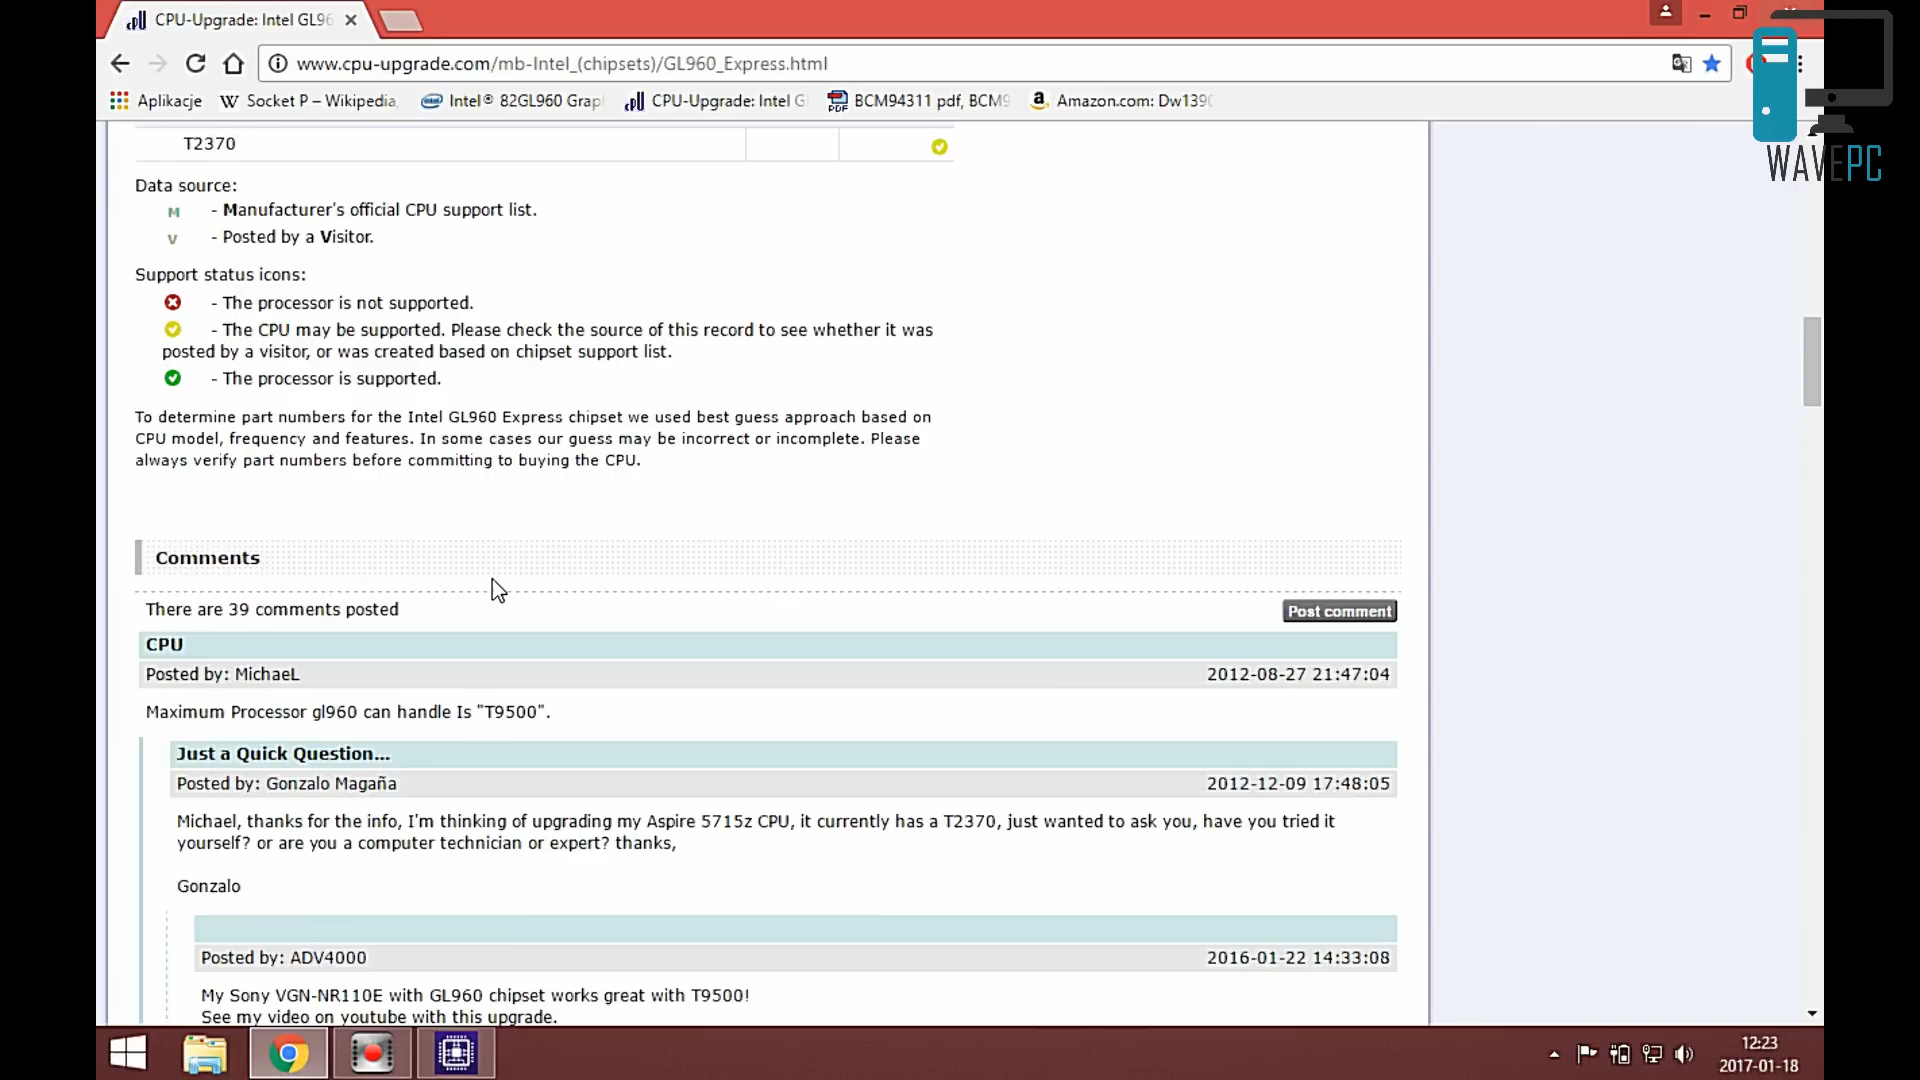 CPU-Upgrade: Intel GL96
www.cpu-upgrade.com/mb-Intel_(chipsets)/GL960_Express.html
Aplikacje
W Socket P – Wikipedia,
Intel® 82GL960 Grap
CPU-Upgrade: Intel G
PDF BCM94311 pdf, BCM9
Amazon.com: Dw139
WAVEPC
T2370
Data source:
M - Manufacturer's official CPU support list.
V - Posted by a Visitor.
Support status icons:
- The processor is not supported.
- The CPU may be supported. Please check the source of this record to see whether it was
posted by a visitor, or was created based on chipset support list.
- The processor is supported.
To determine part numbers for the Intel GL960 Express chipset we used best guess approach based on
CPU model, frequency and features. In some cases our guess may be incorrect or incomplete. Please
always verify part numbers before committing to buying the CPU.
Comments
There are 39 comments posted
Post comment
CPU
Posted by: MichaeL 2012-08-27 21:47:04
Maximum Processor gl960 can handle Is "T9500".
Just a Quick Question...
Posted by: Gonzalo Magaña 2012-12-09 17:48:05
Michael, thanks for the info, I'm thinking of upgrading my Aspire 5715z CPU, it currently has a T2370, just wanted to ask you, have you tried it
yourself? or are you a computer technician or expert? thanks,
Gonzalo
Posted by: ADV4000 2016-01-22 14:33:08
My Sony VGN-NR110E with GL960 chipset works great with T9500!
See my video on youtube with this upgrade.
12:23
2017-01-18